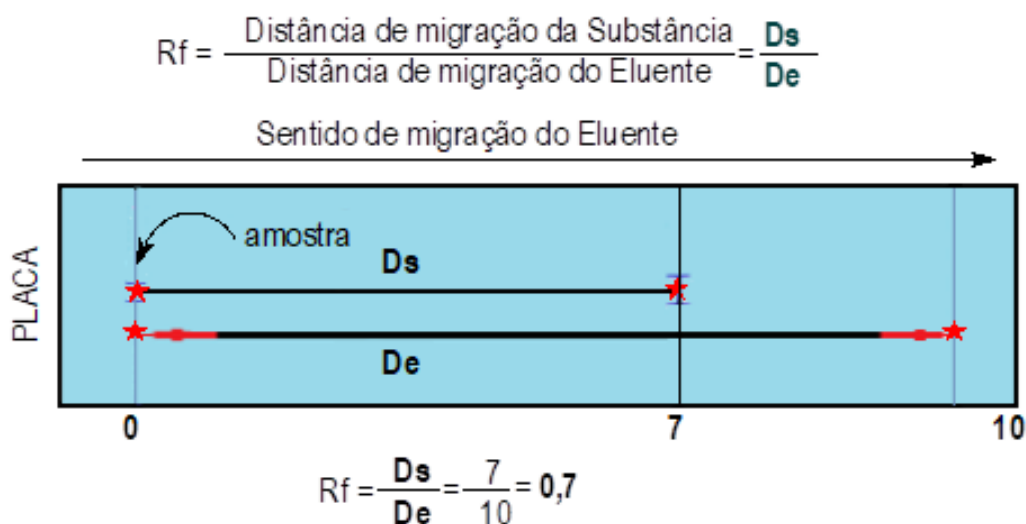 Rf = Distância de migração da Substância / Distância de migração do Eluente = Ds / De
Sentido de migração do Eluente
PLACA
amostra
Ds
De
0 7 10
Rf = Ds / De = 7 / 10 = 0,7